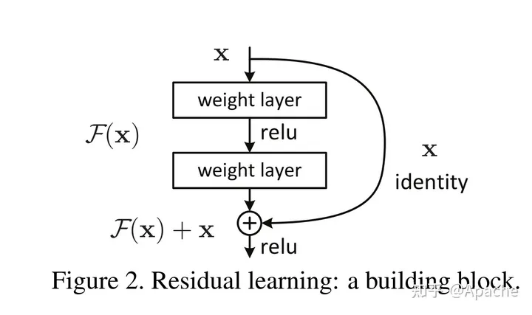 x
weight layer
relu
F(x)
x
weight layer
identity
F(x) + x
relu
Figure 2. Residual learning: a building block.
知乎 @Apache